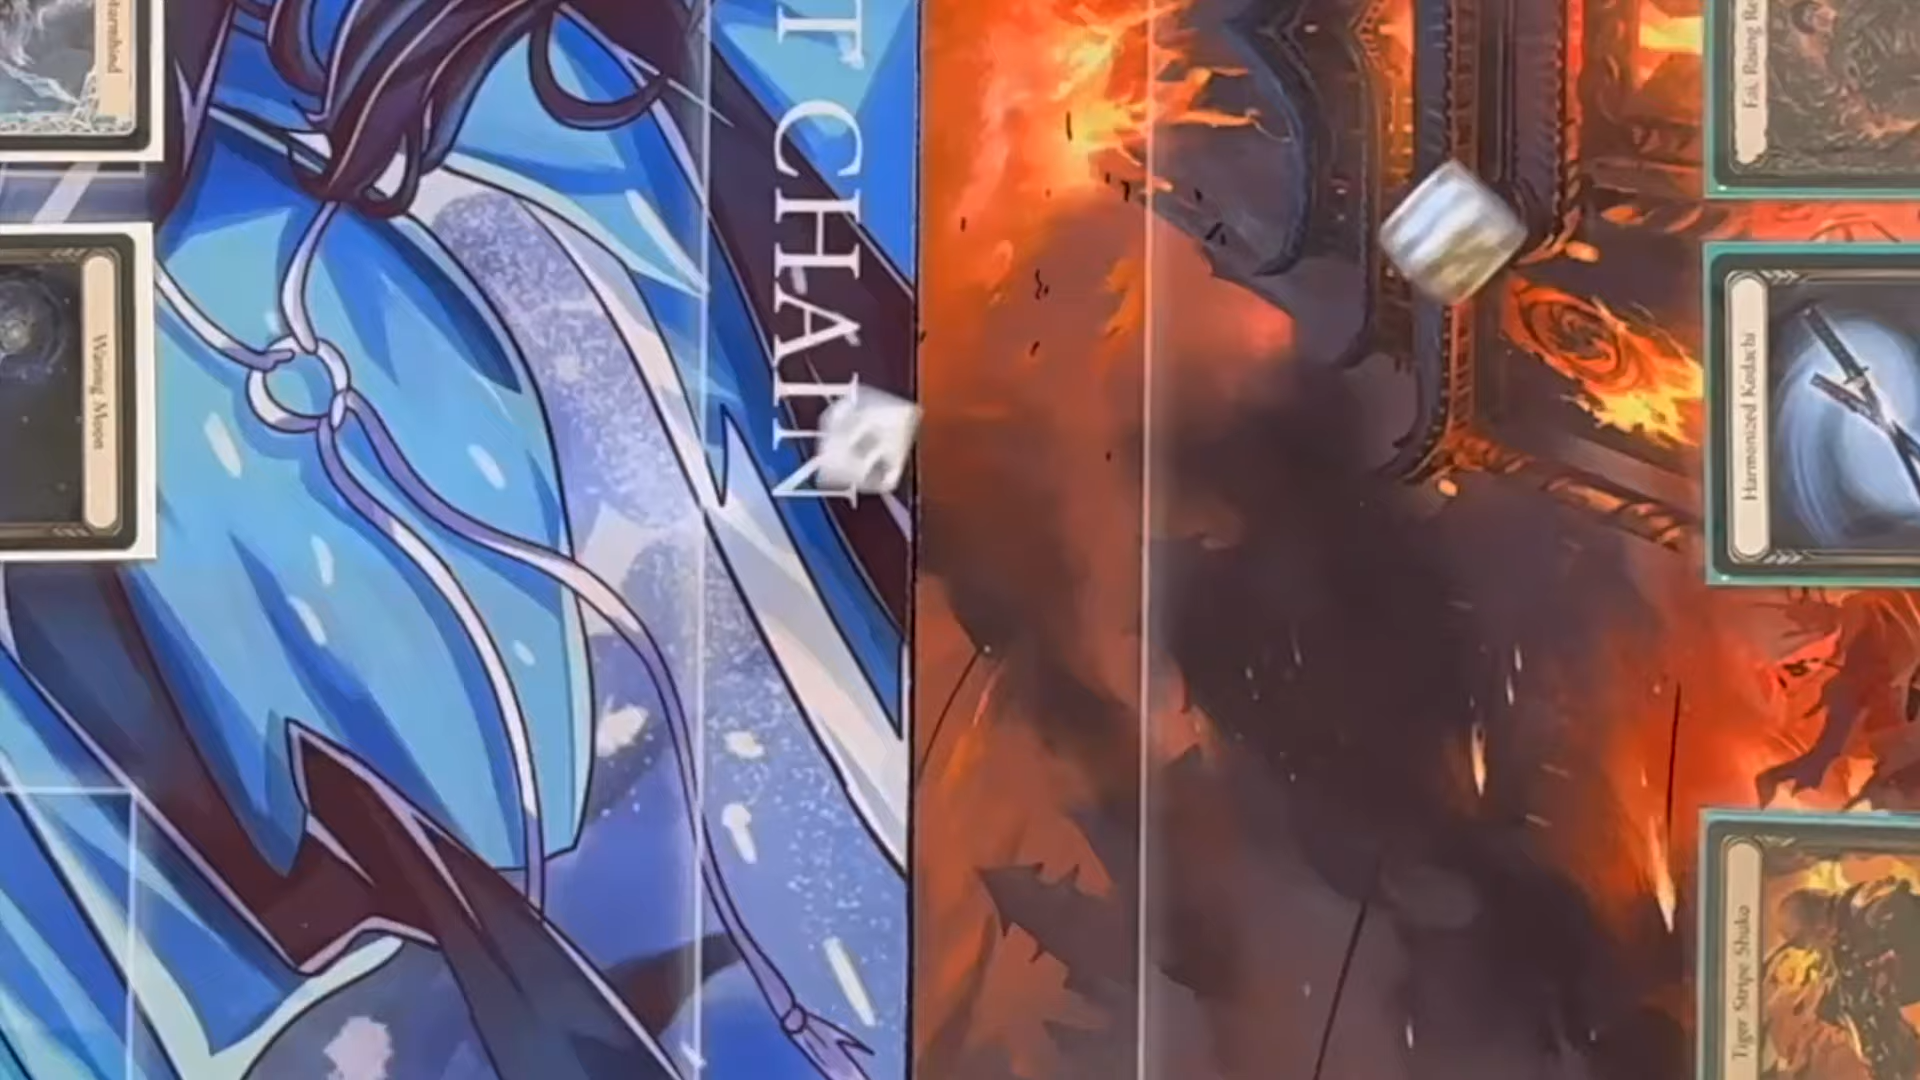 Waning Moon
T CHAIN
Fai, Rising Re
Harmonized Kodachi
Tiger Stripe Shuko